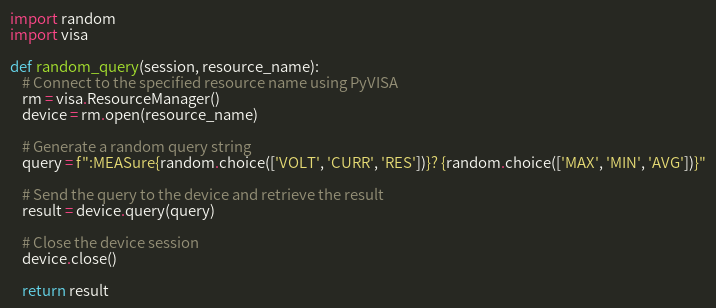 import random
import visa

def random_query(session, resource_name):
    # Connect to the specified resource name using PyVISA
    rm = visa.ResourceManager()
    device = rm.open(resource_name)

    # Generate a random query string
    query = f":MEASure{random.choice(['VOLT', 'CURR', 'RES'])}? {random.choice(['MAX', 'MIN', 'AVG'])}"

    # Send the query to the device and retrieve the result
    result = device.query(query)

    # Close the device session
    device.close()

    return result